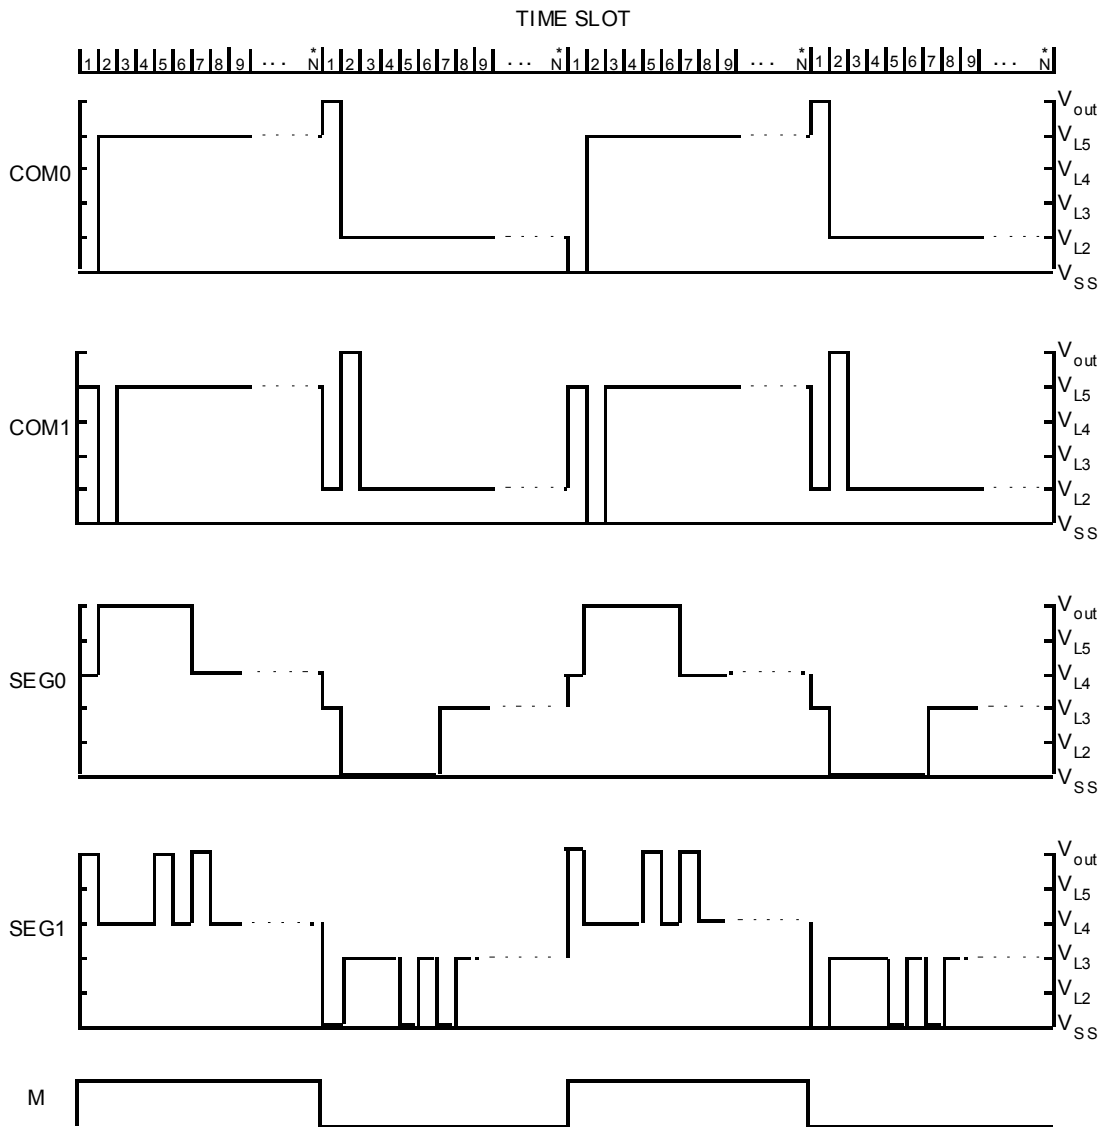 TIME SLOT
1 2 3 4 5 6 7 8 9 ... *N 1 2 3 4 5 6 7 8 9 ... *N 1 2 3 4 5 6 7 8 9 ... *N 1 2 3 4 5 6 7 8 9 ... *N
COM0
Vout
VL5
VL4
VL3
VL2
VSS
COM1
Vout
VL5
VL4
VL3
VL2
VSS
SEG0
Vout
VL5
VL4
VL3
VL2
VSS
SEG1
Vout
VL5
VL4
VL3
VL2
VSS
M